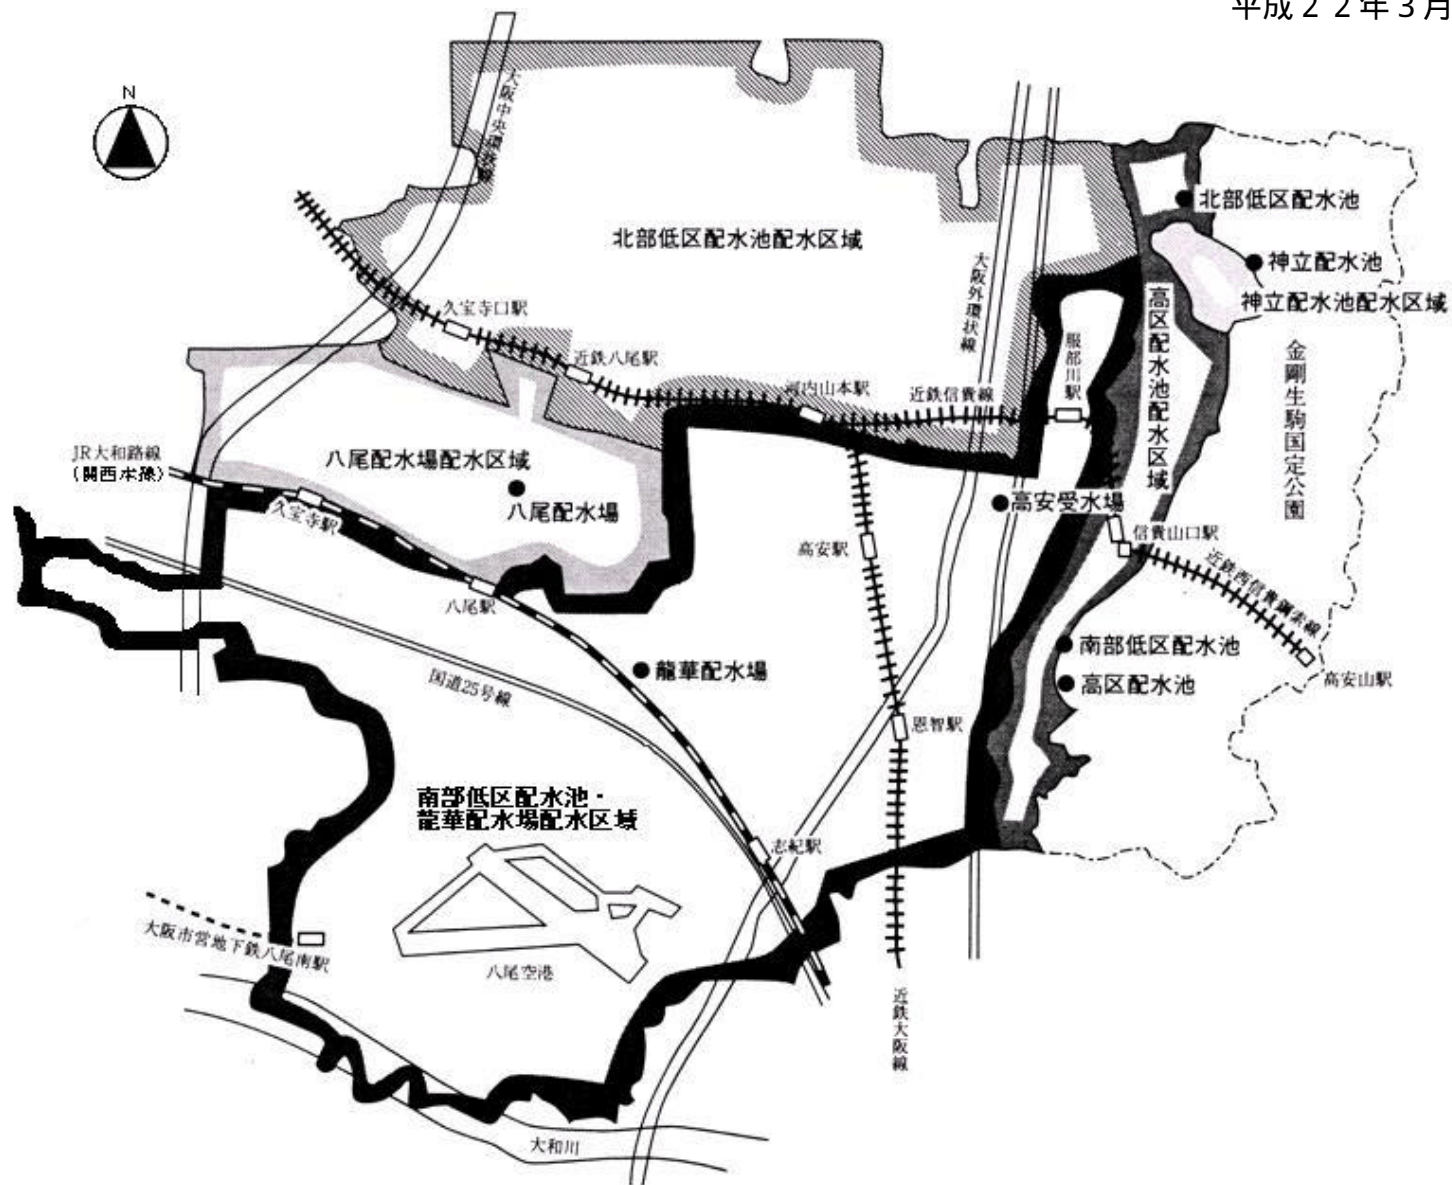 平成２２年３月
N
大阪中央環状線
北部低区配水池
北部低区配水池配水区域
神立配水池
大阪外環状線
神立配水池配水区域
高区配水池配水区域
久宝寺口駅
服部川駅
金剛生駒国定公園
近鉄八尾駅
河内山本駅
近鉄信貴線
JR大和路線
(関西本線)
八尾配水場配水区域
八尾配水場
久宝寺駅
高安受水場
信貴山口駅
高安駅
近鉄西信貴鋼索線
八尾駅
南部低区配水池
龍華配水場
高区配水池
高安山駅
国道25号線
恩智駅
南部低区配水池・
龍華配水場配水区域
志紀駅
大阪市営地下鉄八尾南駅
八尾空港
近鉄大阪線
大和川